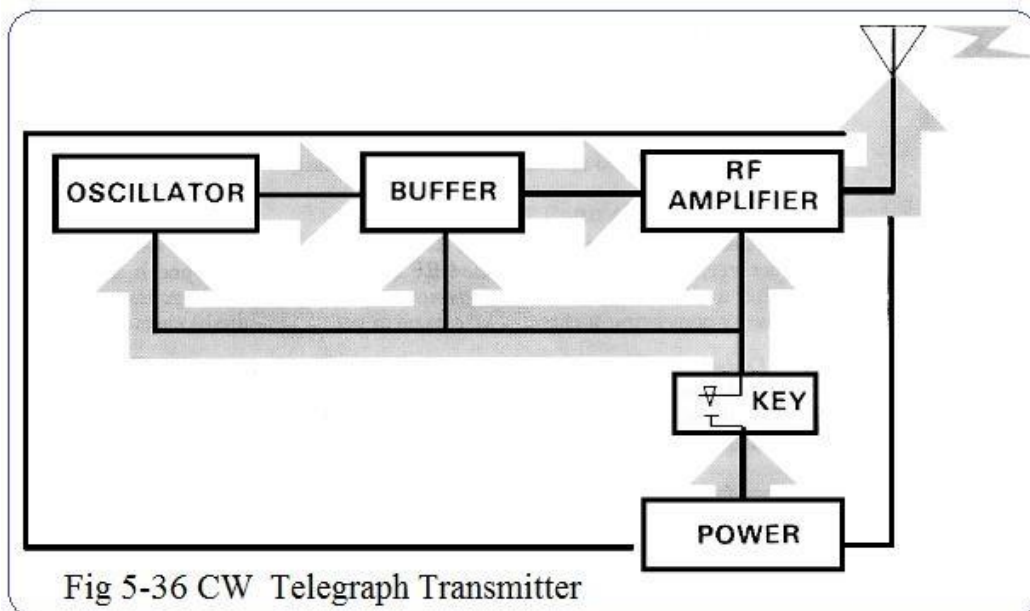 OSCILLATOR
BUFFER
RF
AMPLIFIER
KEY
POWER
Fig 5-36 CW Telegraph Transmitter